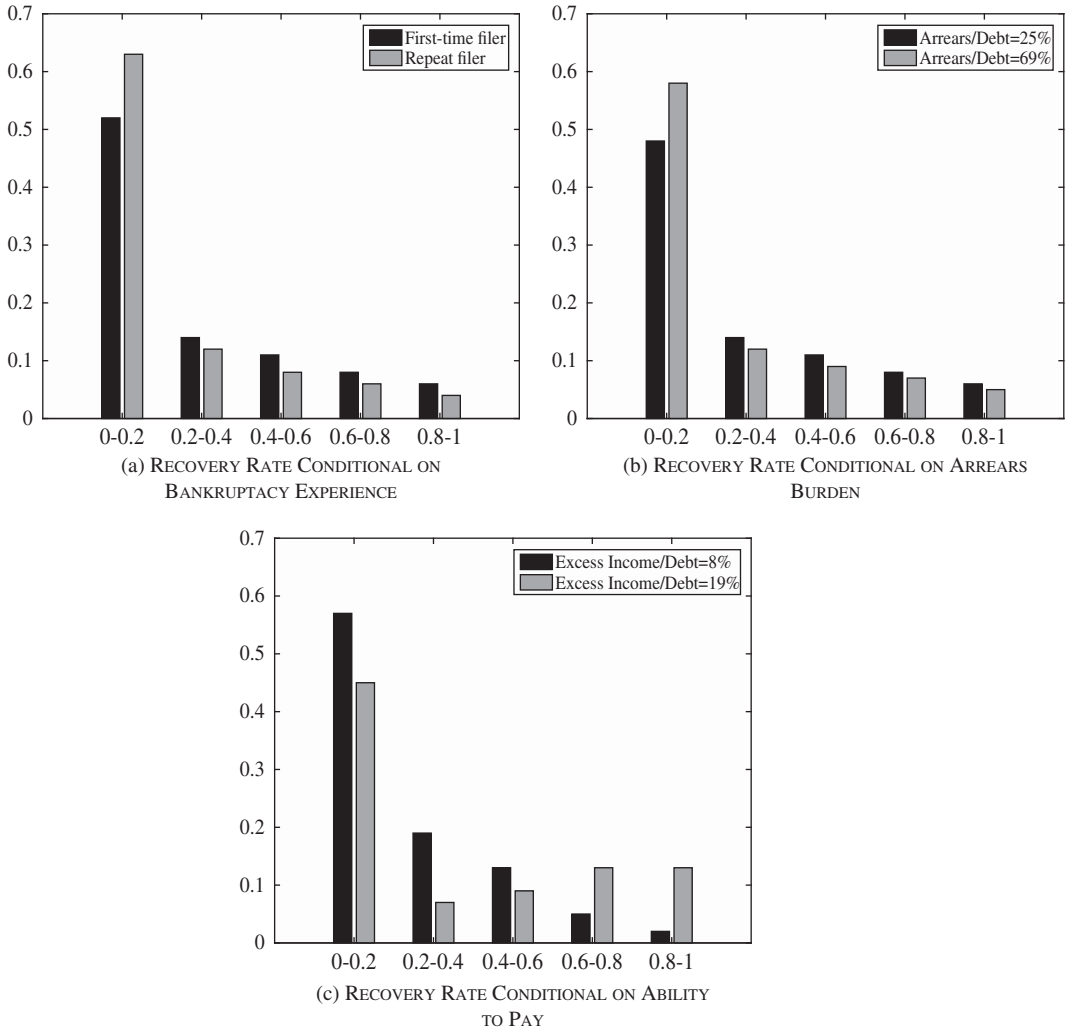 0.7
0.6
0.5
0.4
0.3
0.2
0.1
0
First-time filer
Repeat filer
0-0.2 0.2-0.4 0.4-0.6 0.6-0.8 0.8-1
(a) RECOVERY RATE CONDITIONAL ON
BANKRUPTACY EXPERIENCE
0.7
0.6
0.5
0.4
0.3
0.2
0.1
0
Arrears/Debt=25%
Arrears/Debt=69%
0-0.2 0.2-0.4 0.4-0.6 0.6-0.8 0.8-1
(b) RECOVERY RATE CONDITIONAL ON ARREARS
BURDEN
0.7
0.6
0.5
0.4
0.3
0.2
0.1
0
Excess Income/Debt=8%
Excess Income/Debt=19%
0-0.2 0.2-0.4 0.4-0.6 0.6-0.8 0.8-1
(c) RECOVERY RATE CONDITIONAL ON ABILITY
TO PAY